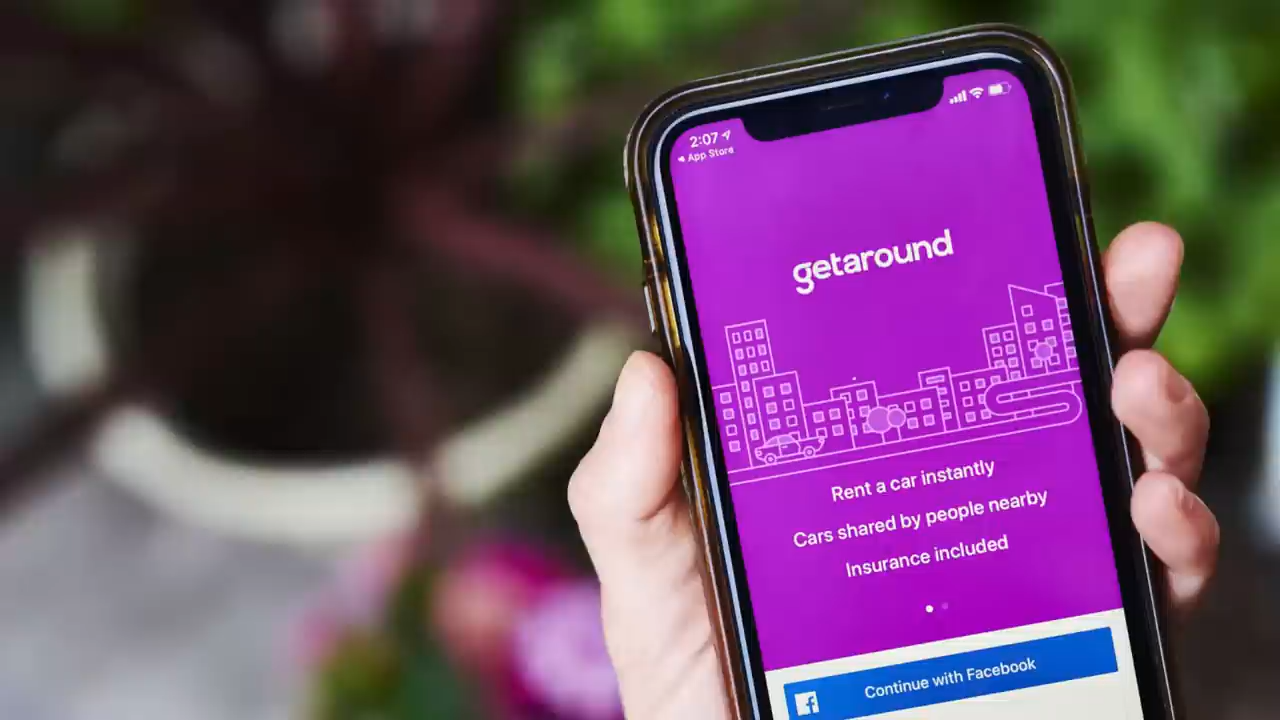 2:07
App Store
getaround
Rent a car instantly
Cars shared by people nearby
Insurance included
Continue with Facebook